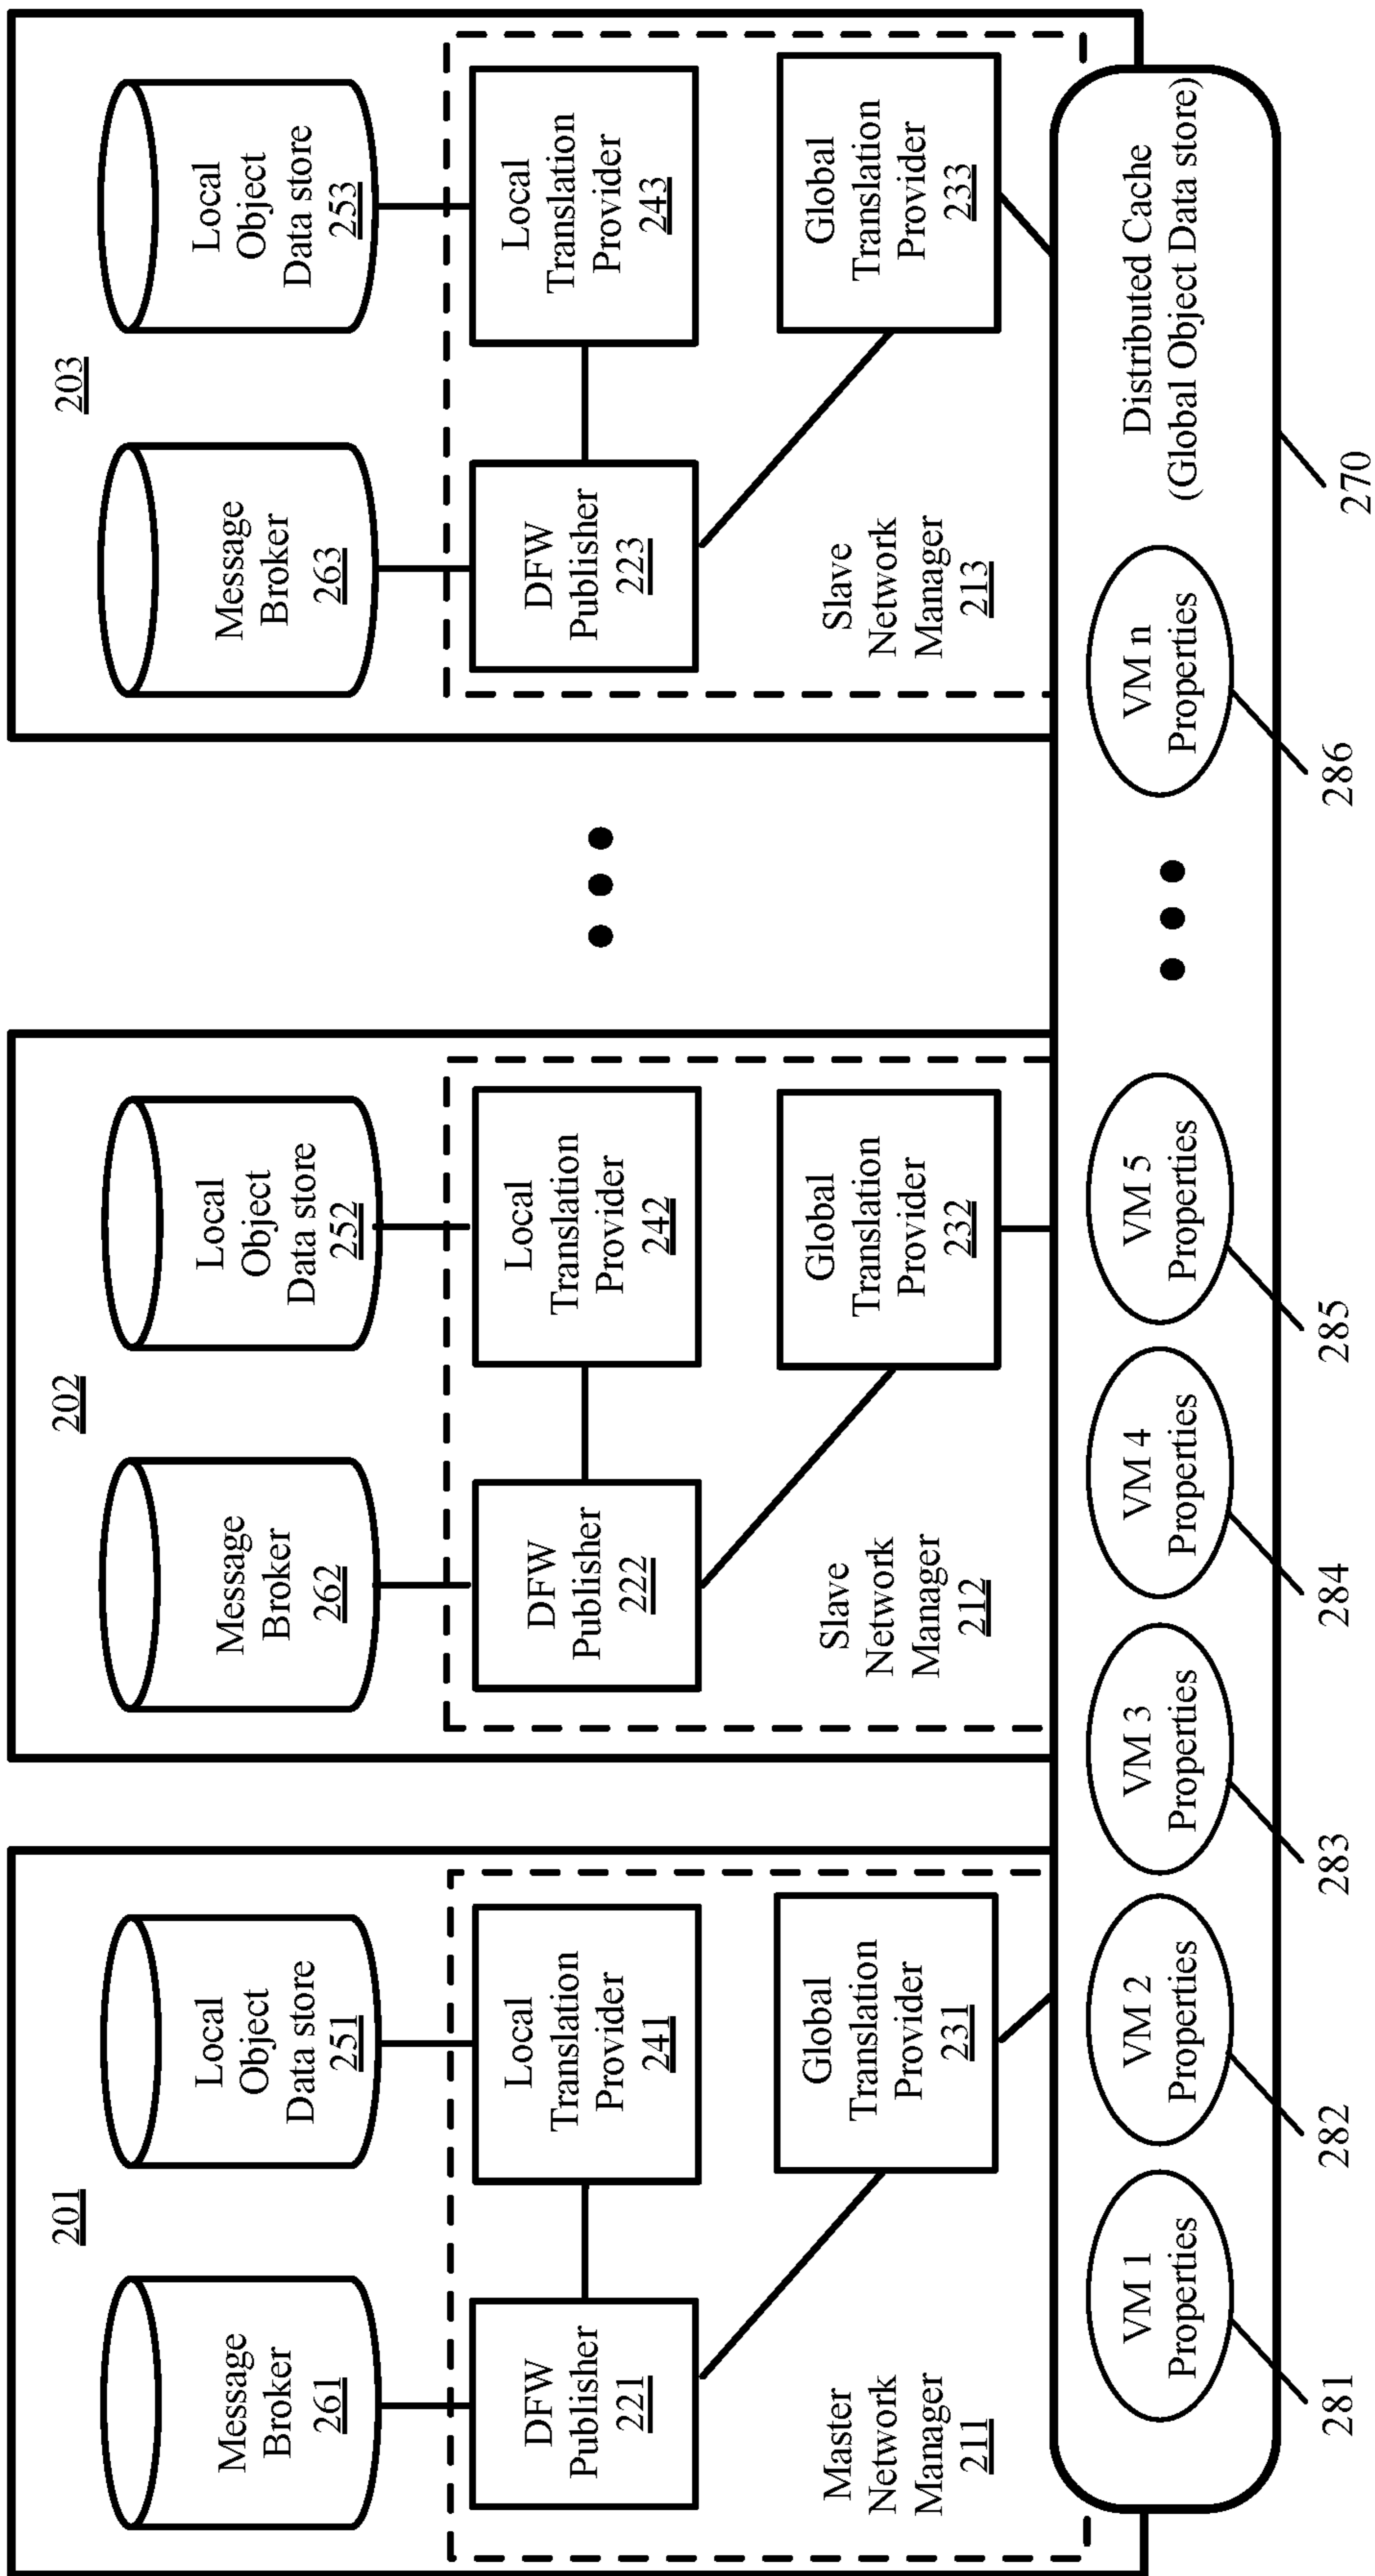 201
Message
Broker
261
Local
Object
Data store
251
DFW
Publisher
221
Local
Translation
Provider
241
Global
Translation
Provider
231
Master
Network
Manager
211
202
Message
Broker
262
Local
Object
Data store
252
DFW
Publisher
222
Local
Translation
Provider
242
Global
Translation
Provider
232
Slave
Network
Manager
212
203
Message
Broker
263
Local
Object
Data store
253
DFW
Publisher
223
Local
Translation
Provider
243
Global
Translation
Provider
233
Slave
Network
Manager
213
VM 1
Properties
VM 2
Properties
VM 3
Properties
VM 4
Properties
VM 5
Properties
VM n
Properties
Distributed Cache
(Global Object Data store)
281
282
283
284
285
286
270